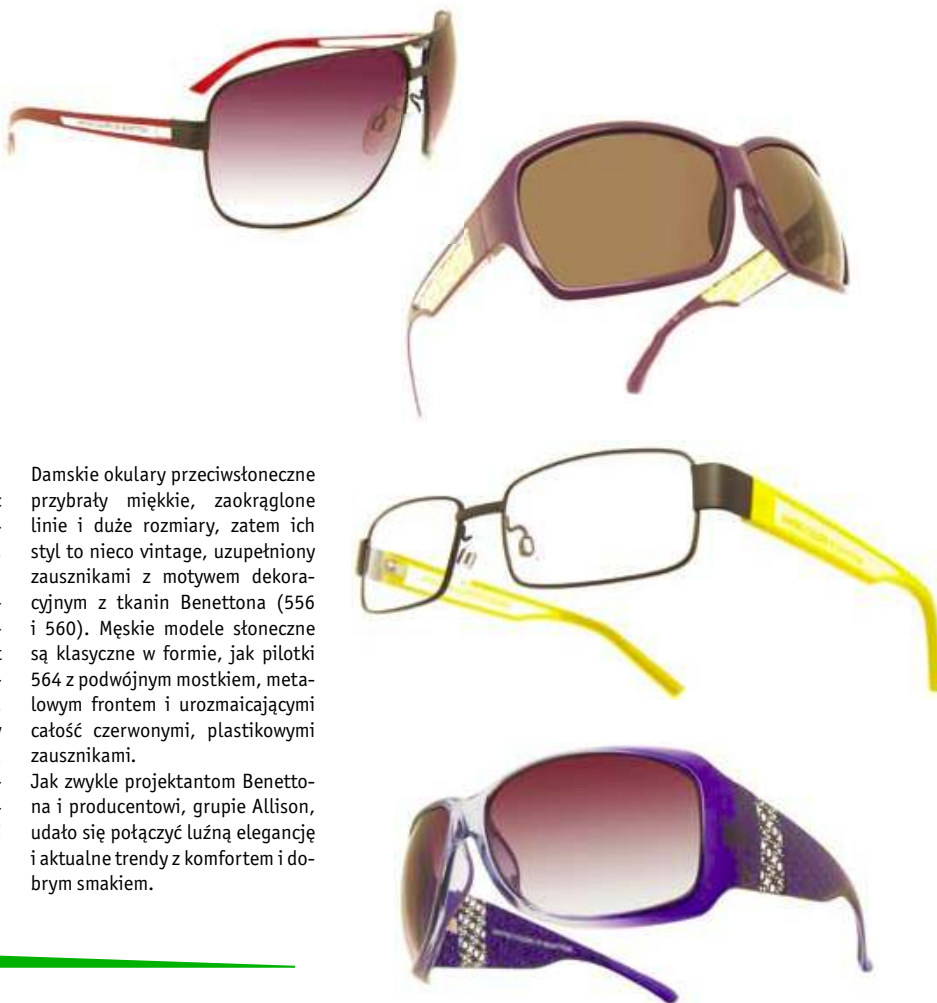 Damskie okulary przeciwsłoneczne
przybrały miękkie, zaokrąglone
linie i duże rozmiary, zatem ich
styl to nieco vintage, uzupełniony
zausznikami z motywem dekora-
cyjnym z tkanin Benettona (556
i 560). Męskie modele słoneczne
są klasyczne w formie, jak pilotki
564 z podwójnym mostkiem, meta-
lowym frontem i urozmaicającymi
całość czerwonymi, plastikowymi
zausznikami.
Jak zwykle projektantom Benetto-
na i producentowi, grupie Allison,
udało się połączyć luźną elegancję
i aktualne trendy z komfortem i do-
brym smakiem.